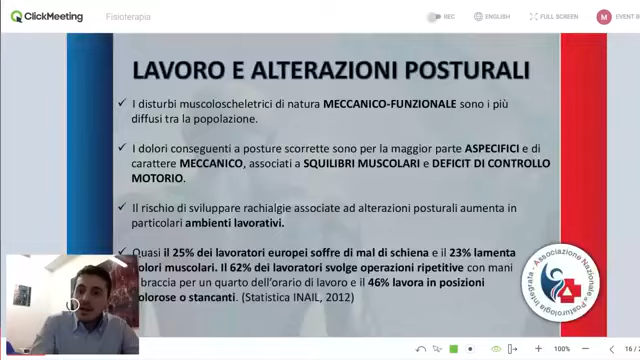 ClickMeeting
Fisioterapia
REC
ENGLISH
FULL SCREEN
M
LAVORO E ALTERAZIONI POSTURALI
✓ I disturbi muscoloscheletrici di natura MECCANICO-FUNZIONALE sono i più
diffusi tra la popolazione.
✓ I dolori conseguenti a posture scorrette sono per la maggior parte ASPECIFICI e di
carattere MECCANICO, associati a SQUILIBRI MUSCOLARI e DEFICIT DI CONTROLLO
MOTORIO.
✓ Il rischio di sviluppare rachialgie associate ad alterazioni posturali aumenta in
particolari ambienti lavorativi.
✓ Quasi il 25% dei lavoratori europei soffre di mal di schiena e il 23% lamenta
dolori muscolari. Il 62% dei lavoratori svolge operazioni ripetitive con mani
braccia per un quarto dell'orario di lavoro e il 46% lavora in posizioni
dolorose o stancanti. (Statistica INAIL, 2012)
Associazione Nazionale
di Posturologia Integrata
100%
16